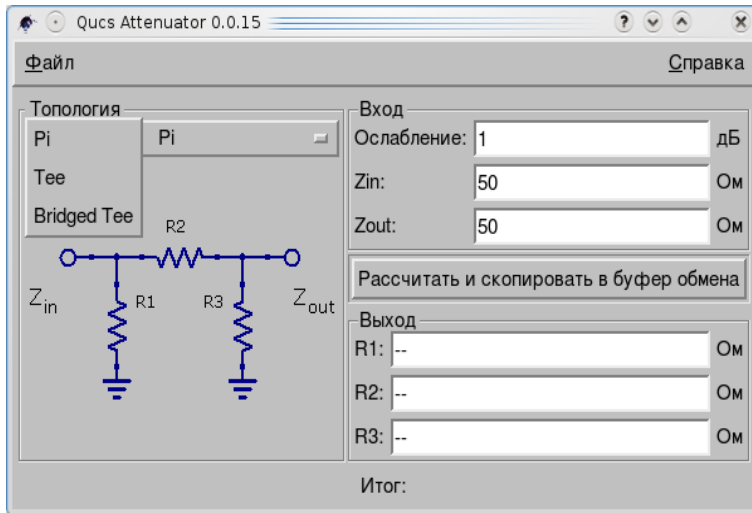 Qucs Attenuator 0.0.15
Файл
Справка
Топология
Pi
Pi
Tee
Bridged Tee
R2
Zin
R1
R3
Zout
Вход
Ослабление: 1 дБ
Zin: 50 Ом
Zout: 50 Ом
Рассчитать и скопировать в буфер обмена
Выход
R1: -- Ом
R2: -- Ом
R3: -- Ом
Итог: